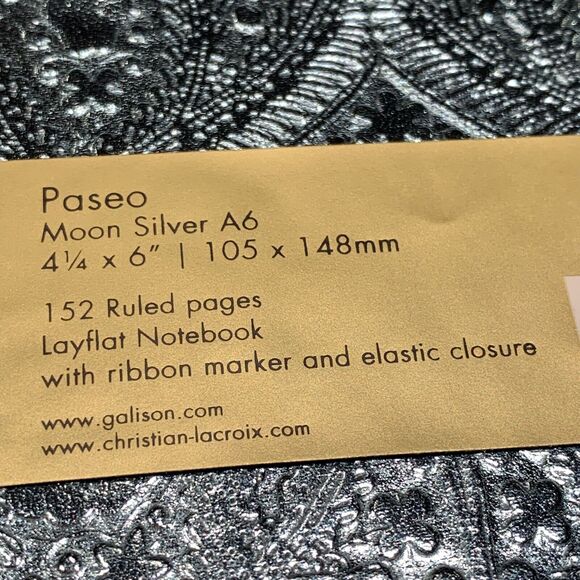 Paseo
Moon Silver A6
4¼ x 6" | 105 x 148mm
152 Ruled pages
Layflat Notebook
with ribbon marker and elastic closure
www.galison.com
www.christian-lacroix.com